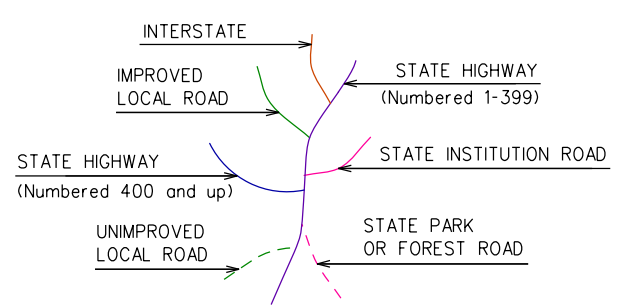 INTERSTATE
IMPROVED
LOCAL ROAD
STATE HIGHWAY
(Numbered 1-399)
STATE HIGHWAY
(Numbered 400 and up)
STATE INSTITUTION ROAD
UNIMPROVED
LOCAL ROAD
STATE PARK
OR FOREST ROAD